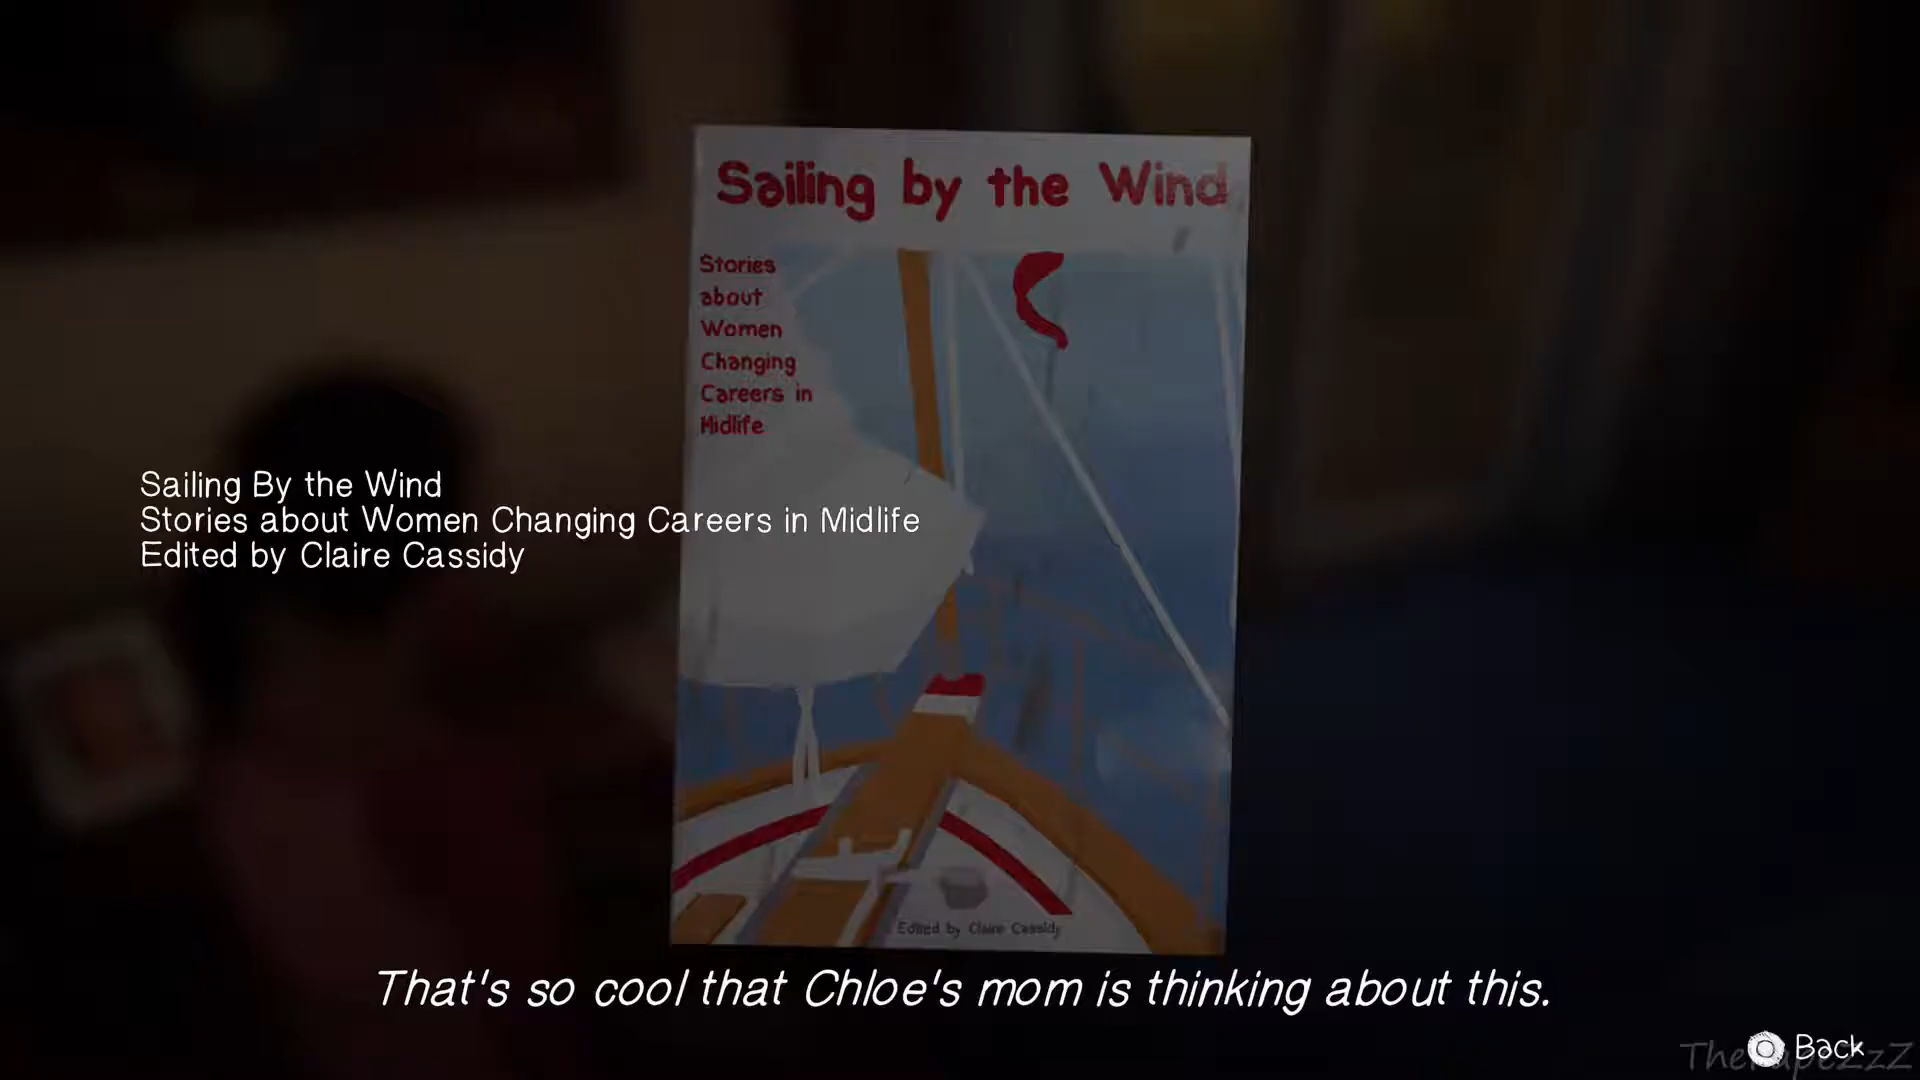 Sailing by the Wind
Stories
about
Women
Changing
Careers in
Midlife
Sailing By the Wind
Stories about Women Changing Careers in Midlife
Edited by Claire Cassidy
Edited by Claire Cassidy
That's so cool that Chloe's mom is thinking about this.
Back